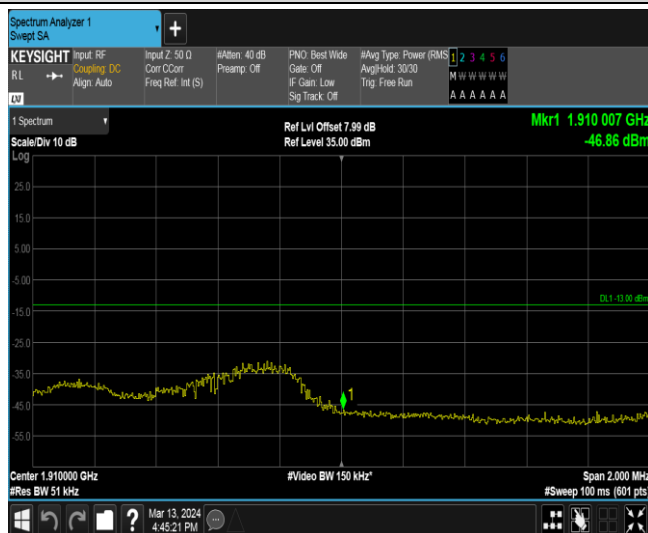 Spectrum Analyzer 1
Swept SA
+
KEYSIGHT
RL
LXI
Input: RF
Coupling: DC
Align: Auto
Input Z: 50 Ω
Corr CCorr
Freq Ref: Int (S)
#Atten: 40 dB
Preamp: Off
PNO: Best Wide
Gate: Off
IF Gain: Low
Sig Track: Off
#Avg Type: Power (RMS
Avg|Hold: 30/30
Trig: Free Run
1 2 3 4 5 6
M W W W W W
A A A A A A
1 Spectrum
Scale/Div 10 dB
Ref Lvl Offset 7.99 dB
Ref Level 35.00 dBm
Mkr1 1.910 007 GHz
-46.86 dBm
Log
25.0
15.0
5.00
-5.00
DL1 -13.00 dBm
-15.0
-25.0
-35.0
1
-45.0
-55.0
Center 1.910000 GHz
#Video BW 150 kHz*
Span 2.000 MHz
#Res BW 51 kHz
#Sweep 100 ms (601 pts)
?
Mar 13, 2024
4:45:21 PM